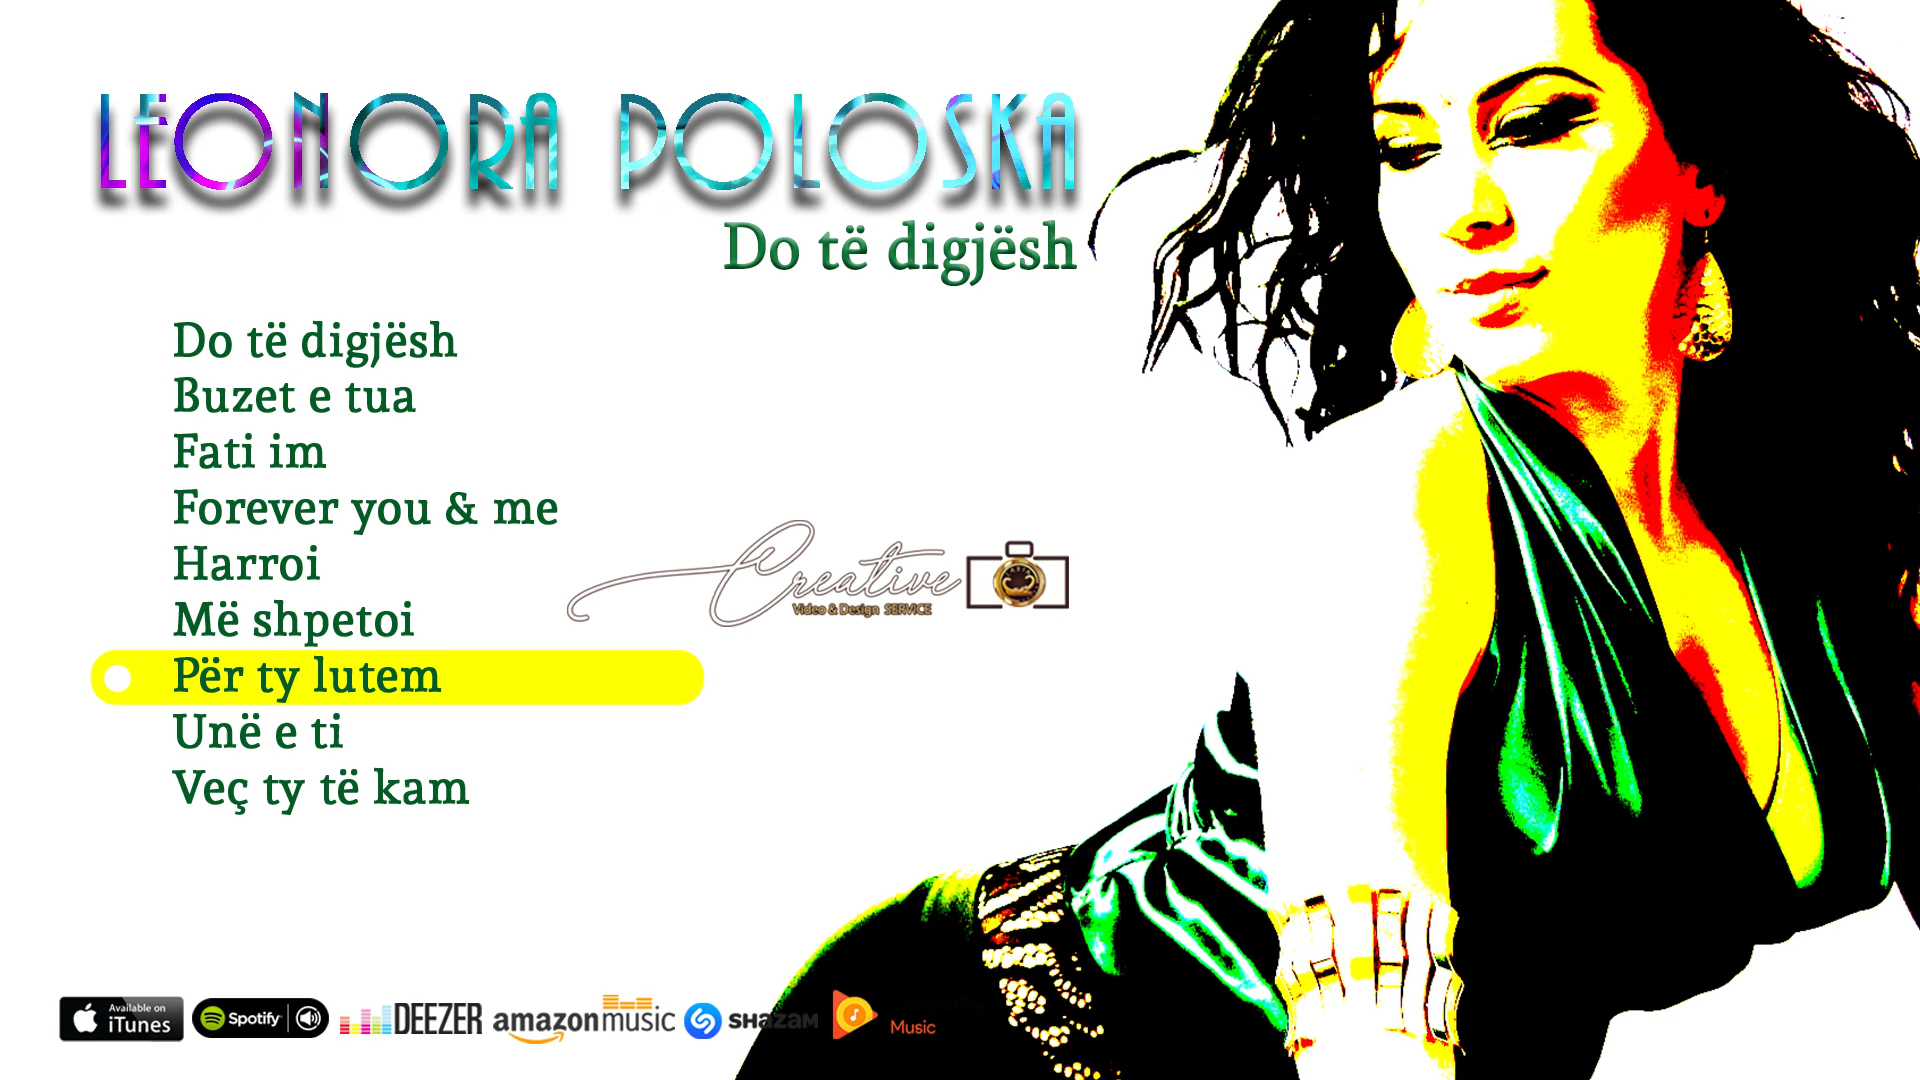 LEONORA POLOSKA
Do të digjësh
Do të digjësh
Buzet e tua
Fati im
Forever you & me
Harroi
Më shpetoi
Për ty lutem
Unë e ti
Veç ty të kam
Creative
Video & Design SERVICE
Available on
iTunes
Spotify
DEEZER
amazon music
SHAZAM
Music